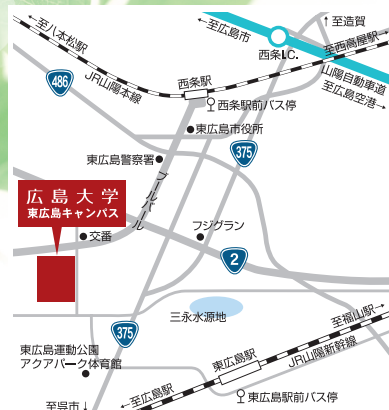 ↑至造賀
←至広島市
西条I.C.
←至八本松駅
至西高屋駅→
山陽自動車道
至広島空港→
486
JR山陽本線
西条駅
西条駅前バス停
東広島市役所
375
東広島警察署
ブールバール
広島大学
東広島キャンパス
交番
フジグラン
2
三永水源地
至福山駅→
375
東広島運動公園
アクアパーク体育館
東広島駅
JR山陽新幹線
←至広島駅
東広島駅前バス停
至呉市↓